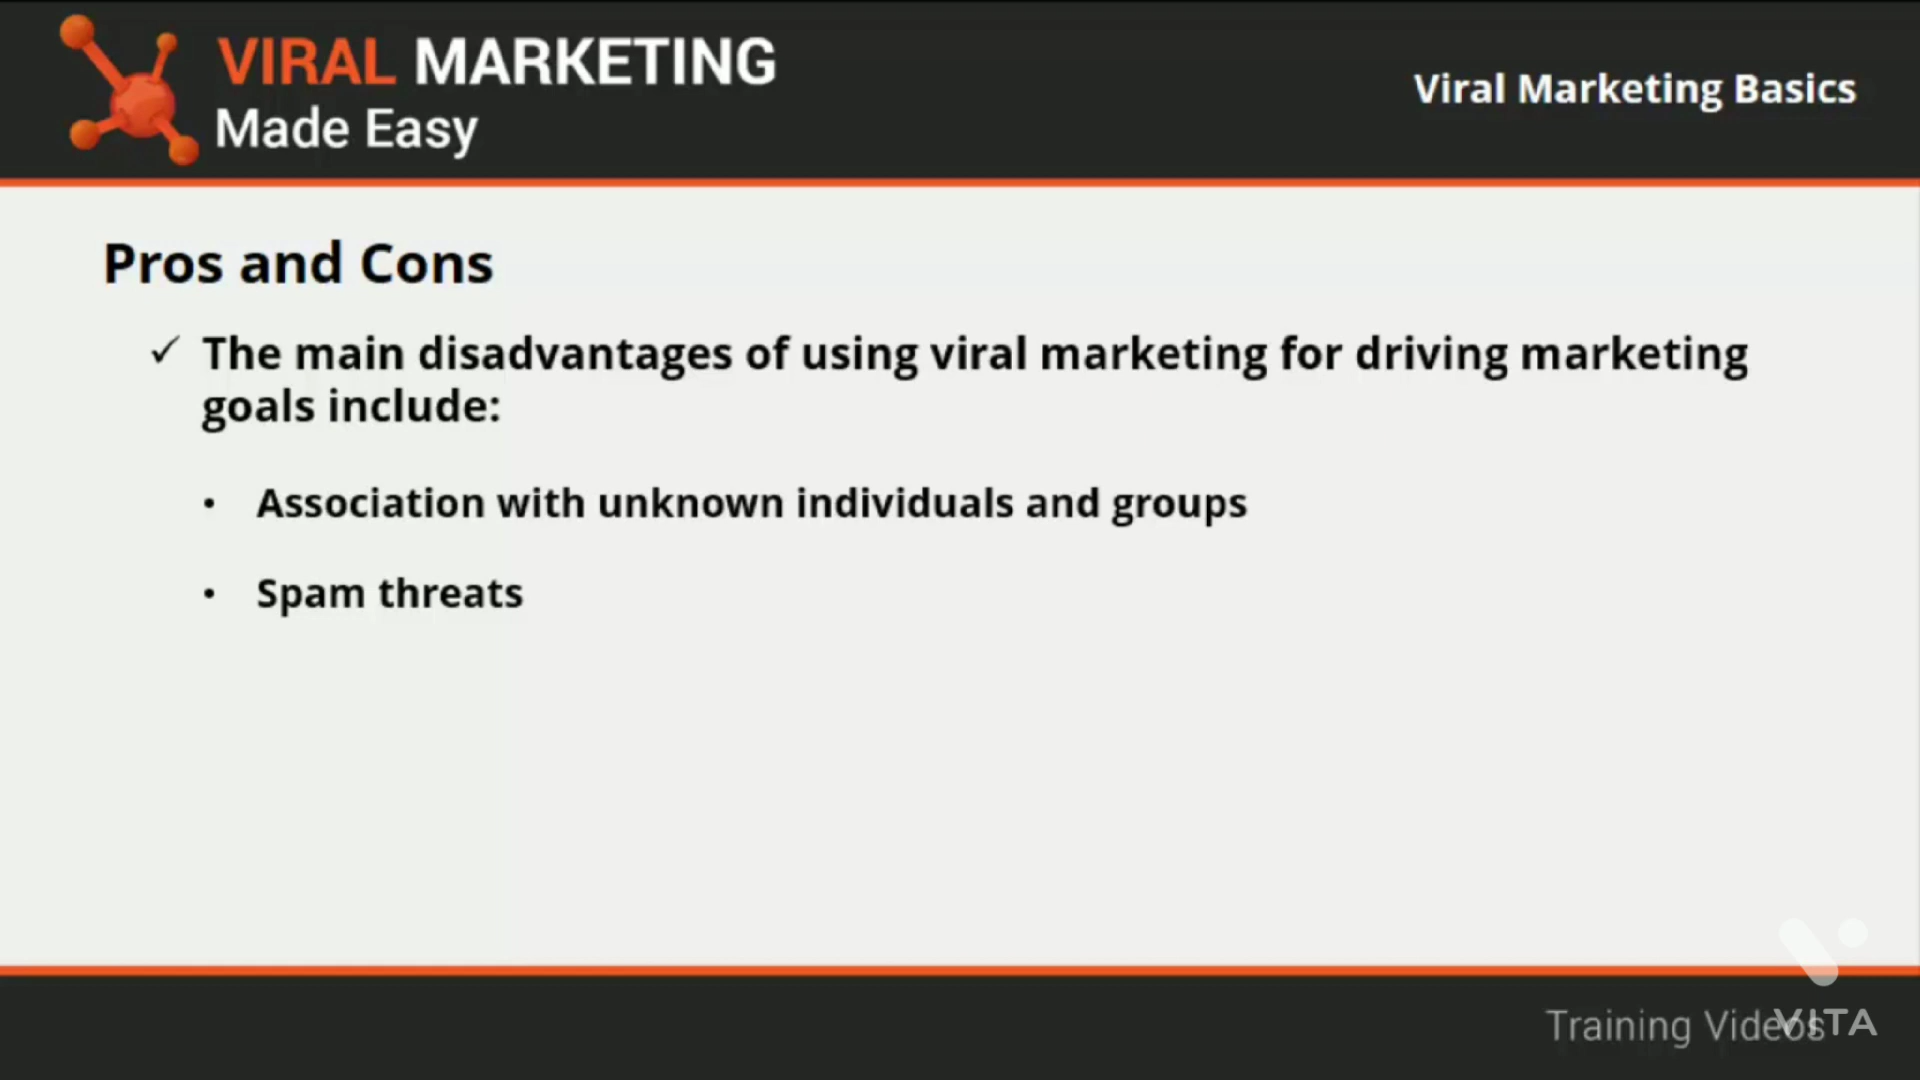 VIRAL MARKETING
Made Easy
Viral Marketing Basics
Pros and Cons
✓ The main disadvantages of using viral marketing for driving marketing
goals include:
• Association with unknown individuals and groups
• Spam threats
Training Videos
VITA